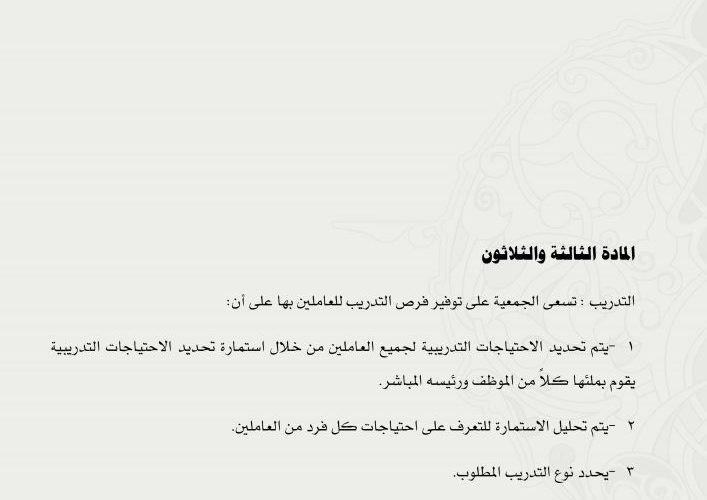 المادة الثالثة والثلاثون
التدريب : تسعى الجمعية على توفير فرص التدريب للعاملين بها على أن:
١ -يتم تحديد الاحتياجات التدريبية لجميع العاملين من خلال استمارة تحديد الاحتياجات التدريبية
يقوم بملئها كلاً من الموظف ورئيسه المباشر.
٢ -يتم تحليل الاستمارة للتعرف على احتياجات كل فرد من العاملين.
٣ -يحدد نوع التدريب المطلوب.